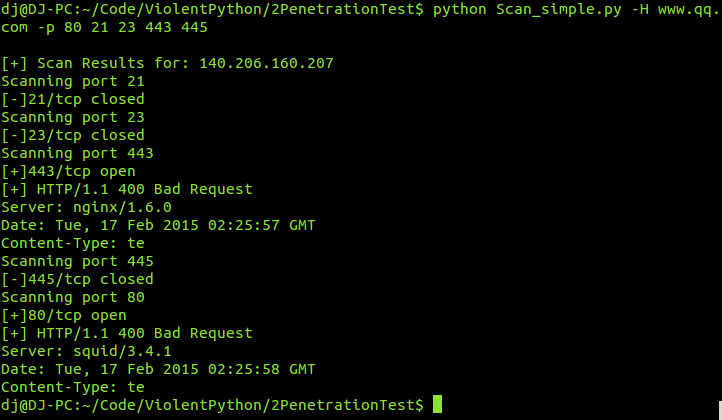 dj@DJ-PC:~/Code/ViolentPython/2PenetrationTest$ python Scan_simple.py -H www.qq.
com -p 80 21 23 443 445
[+] Scan Results for: 140.206.160.207
Scanning port 21
[-]21/tcp closed
Scanning port 23
[-]23/tcp closed
Scanning port 443
[+]443/tcp open
[+] HTTP/1.1 400 Bad Request
Server: nginx/1.6.0
Date: Tue, 17 Feb 2015 02:25:57 GMT
Content-Type: te
Scanning port 445
[-]445/tcp closed
Scanning port 80
[+]80/tcp open
[+] HTTP/1.1 400 Bad Request
Server: squid/3.4.1
Date: Tue, 17 Feb 2015 02:25:58 GMT
Content-Type: te
dj@DJ-PC:~/Code/ViolentPython/2PenetrationTest$